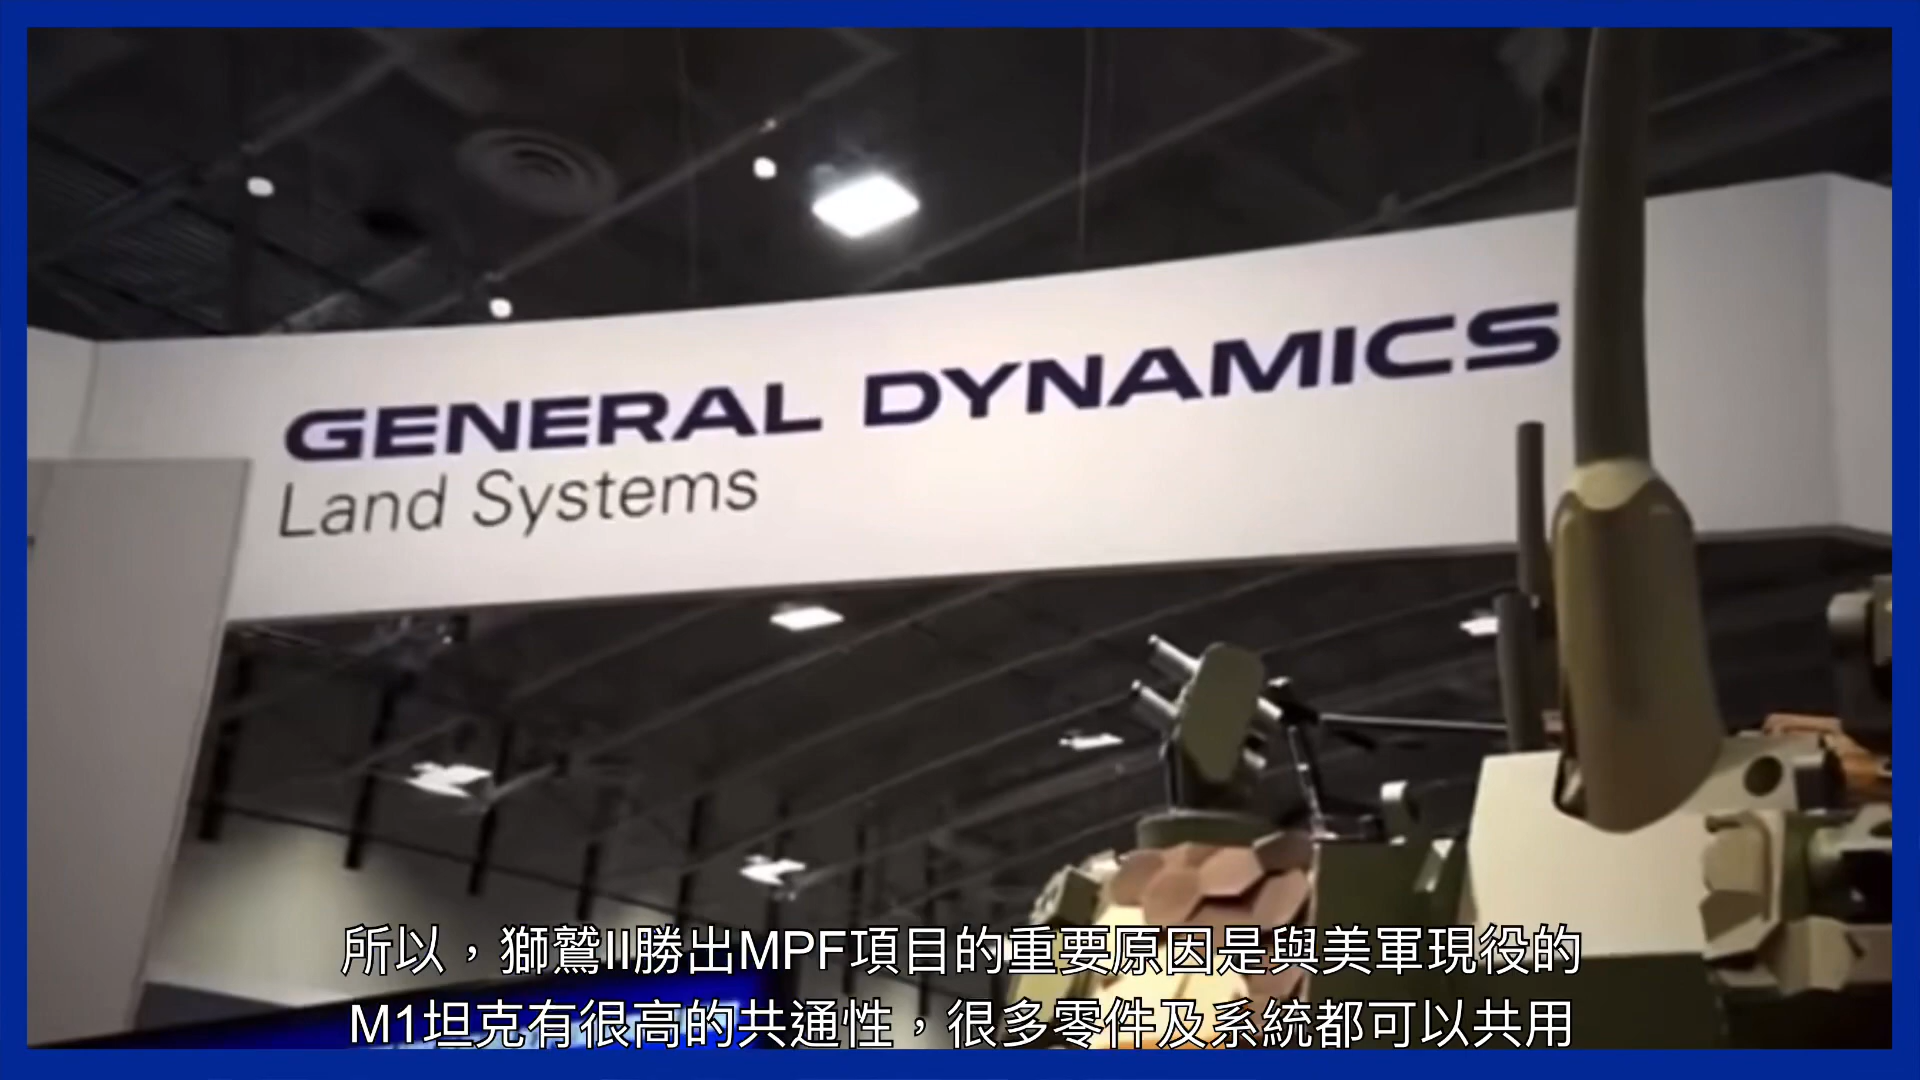 GENERAL DYNAMICS
Land Systems
所以，獅鷲II勝出MPF項目的重要原因是與美軍現役的
M1坦克有很高的共通性，很多零件及系統都可以共用